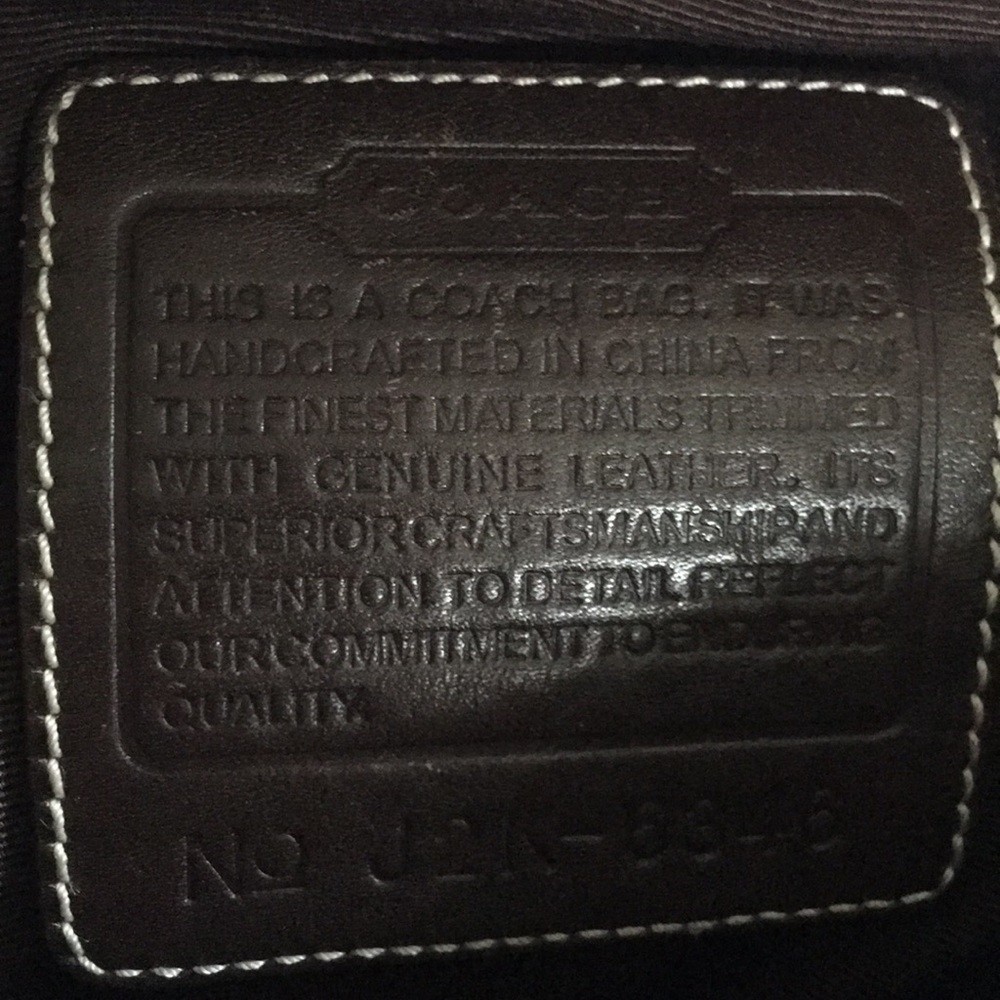 COACH
THIS IS A COACH BAG. IT WAS
HANDCRAFTED IN CHINA FROM
THE FINEST MATERIALS TRIMMED
WITH GENUINE LEATHER. ITS
SUPERIOR CRAFTSMANSHIP AND
ATTENTION TO DETAIL REFLECT
OUR COMMITMENT TO ENDURING
QUALITY.
No